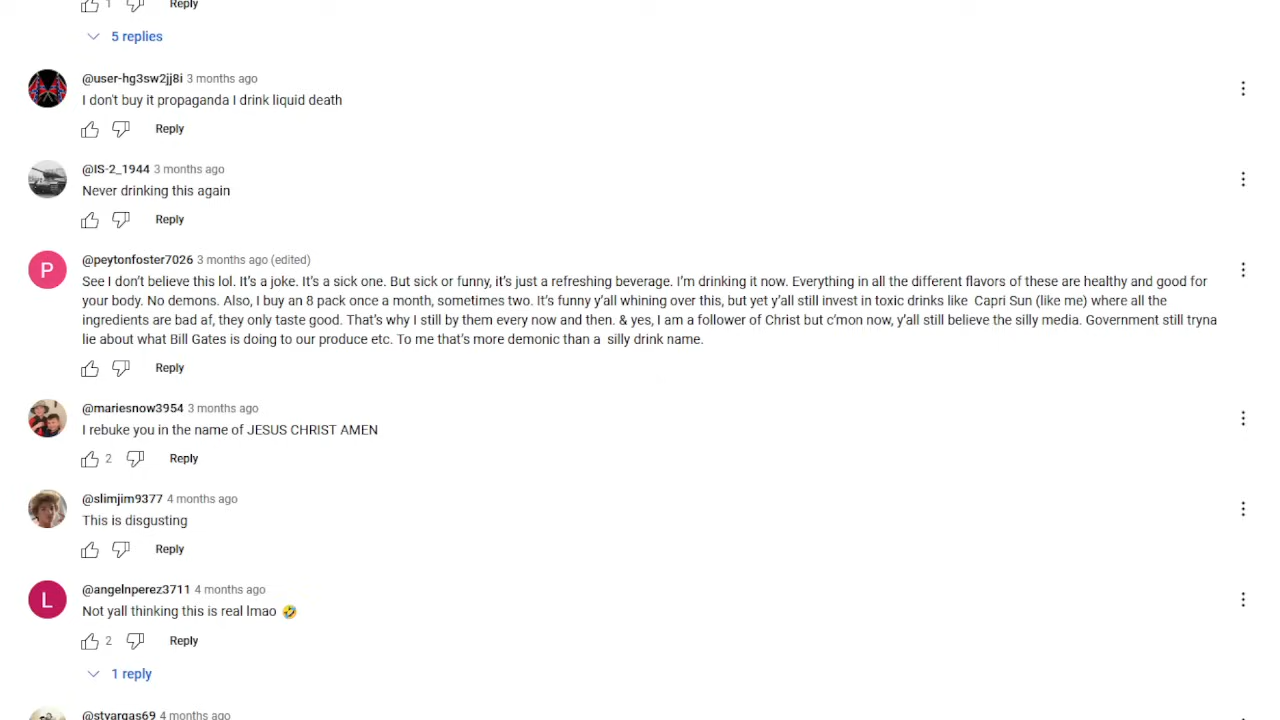 1 Reply
5 replies
@user-hg3sw2jj8i 3 months ago
I don't buy it propaganda I drink liquid death
Reply
@IS-2_1944 3 months ago
Never drinking this again
Reply
P
@peytonfoster7026 3 months ago (edited)
See I don't believe this lol. It's a joke. It's a sick one. But sick or funny, it's just a refreshing beverage. I'm drinking it now. Everything in all the different flavors of these are healthy and good for
your body. No demons. Also, I buy an 8 pack once a month, sometimes two. It's funny y'all whining over this, but yet y'all still invest in toxic drinks like Capri Sun (like me) where all the
ingredients are bad af, they only taste good. That's why I still by them every now and then. & yes, I am a follower of Christ but c'mon now, y'all still believe the silly media. Government still tryna
lie about what Bill Gates is doing to our produce etc. To me that's more demonic than a silly drink name.
Reply
@mariesnow3954 3 months ago
I rebuke you in the name of JESUS CHRIST AMEN
2 Reply
@slimjim9377 4 months ago
This is disgusting
Reply
L
@angelnperez3711 4 months ago
Not yall thinking this is real lmao 🤣
2 Reply
1 reply
@styargas69 4 months ago